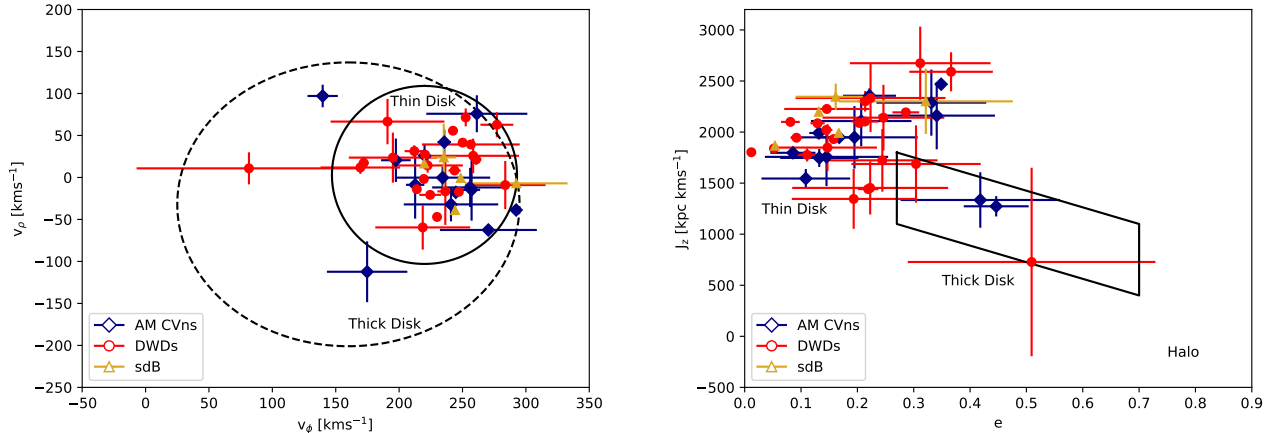 200
150
100
50
0
−50
−100
−150
−200
−250
v_ρ [kms⁻¹]
Thin Disk
Thick Disk
AM CVns
DWDs
sdB
50
0
50
100
150
200
250
300
350
v_ϕ [kms⁻¹]
3000
2500
2000
1500
1000
500
0
−500
J_z [kpc kms⁻¹]
Thin Disk
Thick Disk
Halo
AM CVns
DWDs
sdB
0.0
0.1
0.2
0.3
0.4
0.5
0.6
0.7
0.8
0.9
e